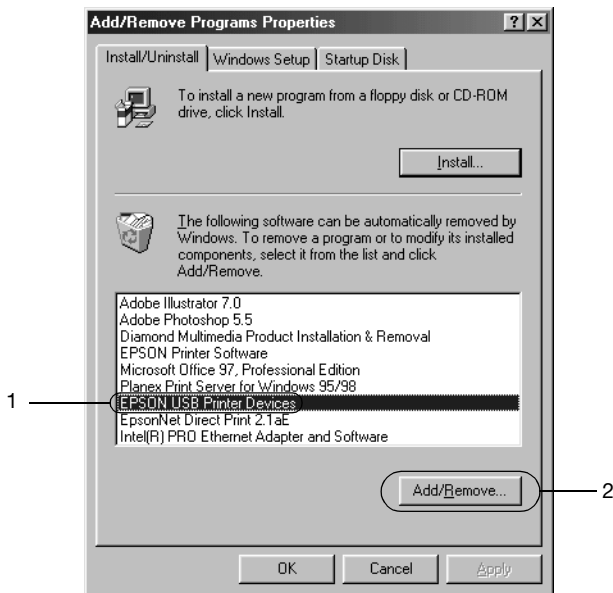 Add/Remove Programs Properties
Install/Uninstall Windows Setup Startup Disk
To install a new program from a floppy disk or CD-ROM
drive, click Install.
Install...
The following software can be automatically removed by
Windows. To remove a program or to modify its installed
components, select it from the list and click
Add/Remove.
Adobe Illustrator 7.0
Adobe Photoshop 5.5
Diamond Multimedia Product Installation & Removal
EPSON Printer Software
Microsoft Office 97, Professional Edition
Planex Print Server for Windows 95/98
1 EPSON USB Printer Devices
EpsonNet Direct Print 2.1aE
Intel(R) PRO Ethernet Adapter and Software
Add/Remove... 2
OK Cancel Apply